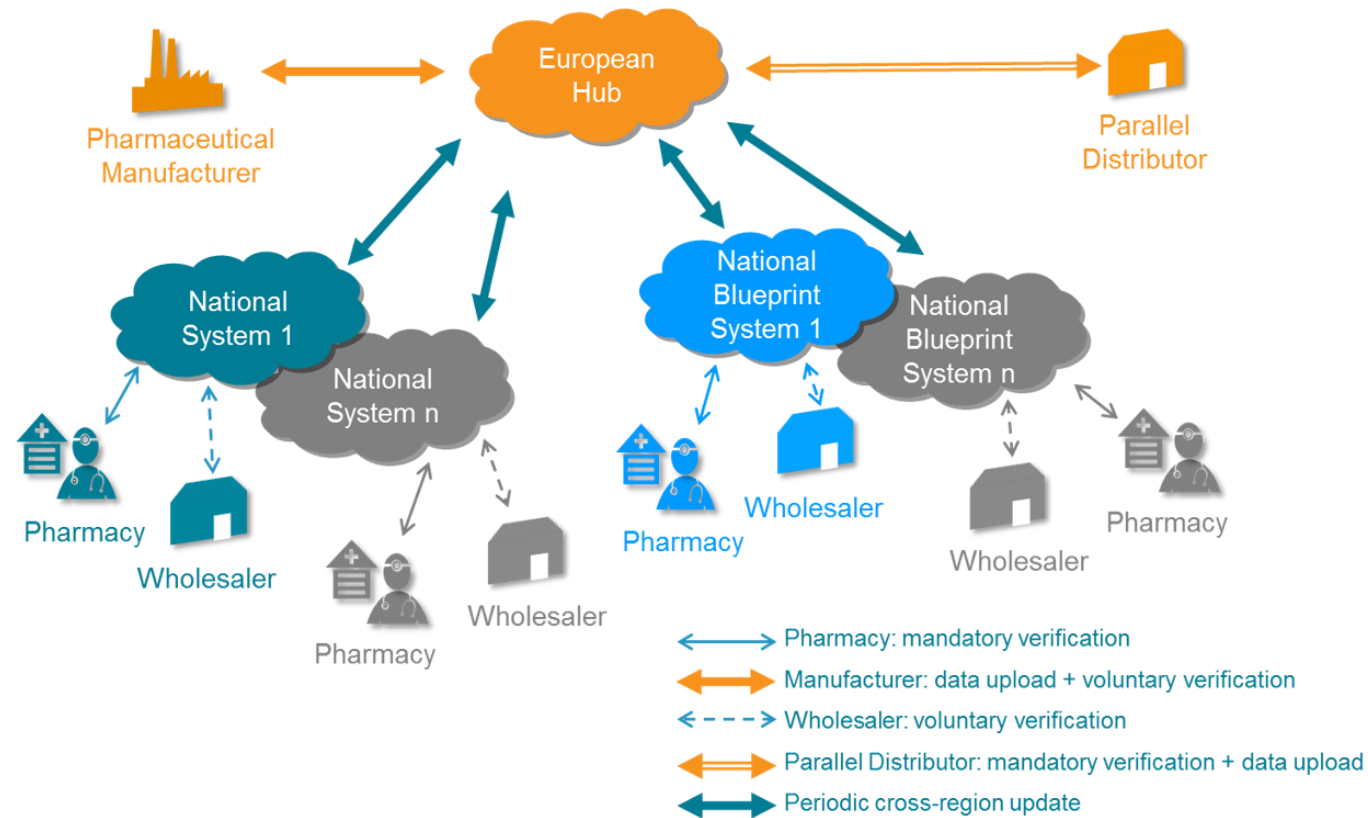 European
Hub
Pharmaceutical
Manufacturer
Parallel
Distributor
National
System 1
National
System n
National
Blueprint
System 1
National
Blueprint
System n
Pharmacy
Wholesaler
Pharmacy
Wholesaler
Pharmacy
Wholesaler
Wholesaler
Pharmacy
Pharmacy: mandatory verification
Manufacturer: data upload + voluntary verification
Wholesaler: voluntary verification
Parallel Distributor: mandatory verification + data upload
Periodic cross-region update